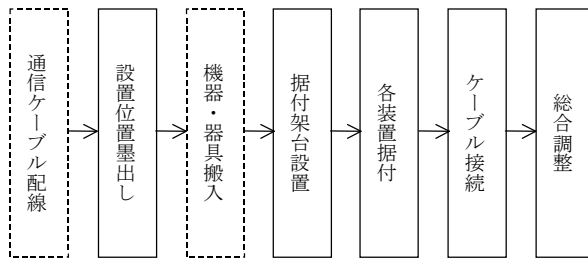 通信ケーブル配線
設置位置墨出し
機器・器具搬入
据付架台設置
各装置据付
ケーブル接続
総合調整